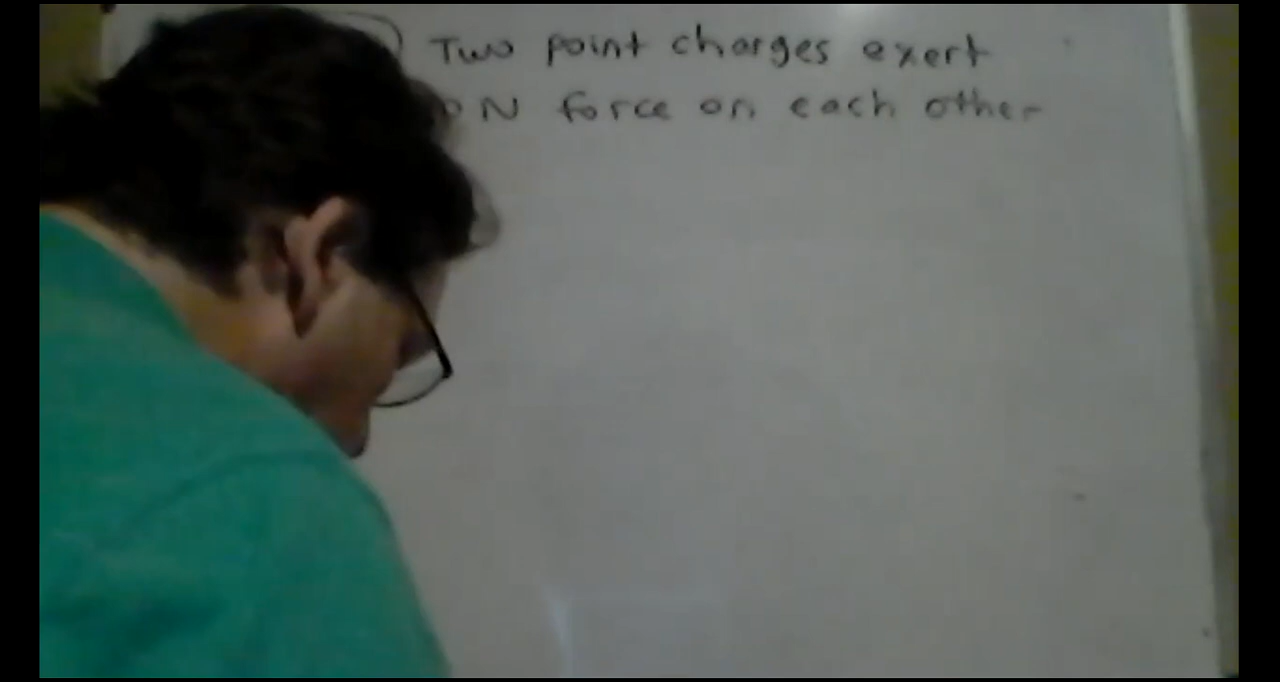 Two point charges exert
N force on each other